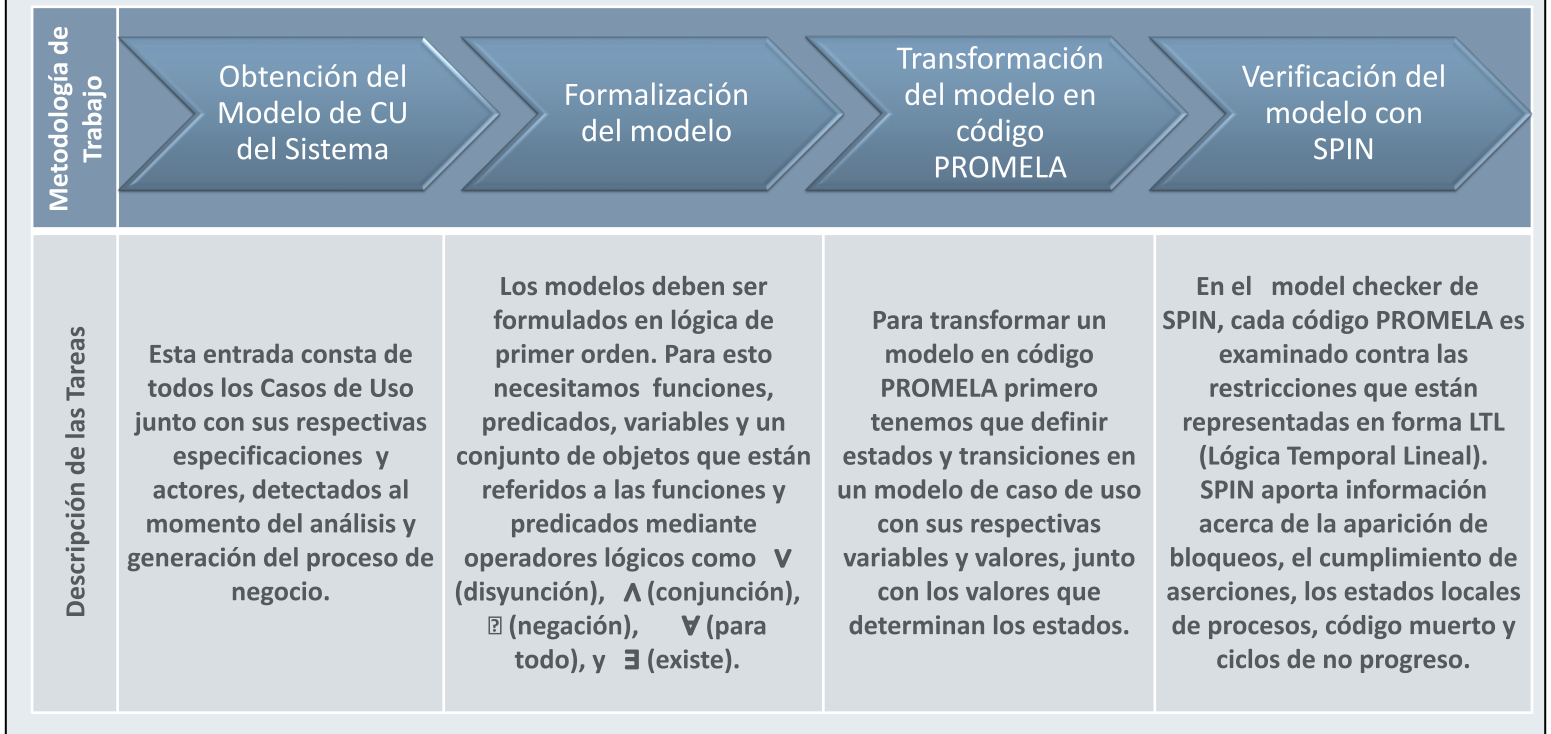 Metodología de
Trabajo
Obtención del
Modelo de CU
del Sistema
Formalización
del modelo
Transformación
del modelo en
código
PROMELA
Verificación del
modelo con
SPIN
Descripción de las Tareas
Esta entrada consta de
todos los Casos de Uso
junto con sus respectivas
especificaciones y
actores, detectados al
momento del análisis y
generación del proceso de
negocio.
Los modelos deben ser
formulados en lógica de
primer orden. Para esto
necesitamos funciones,
predicados, variables y un
conjunto de objetos que están
referidos a las funciones y
predicados mediante
operadores lógicos como ∨
(disyunción), ∧ (conjunción),
⍰ (negación), ∀ (para
todo), y ∃ (existe).
Para transformar un
modelo en código
PROMELA primero
tenemos que definir
estados y transiciones en
un modelo de caso de uso
con sus respectivas
variables y valores, junto
con los valores que
determinan los estados.
En el model checker de
SPIN, cada código PROMELA es
examinado contra las
restricciones que están
representadas en forma LTL
(Lógica Temporal Lineal).
SPIN aporta información
acerca de la aparición de
bloqueos, el cumplimiento de
aserciones, los estados locales
de procesos, código muerto y
ciclos de no progreso.